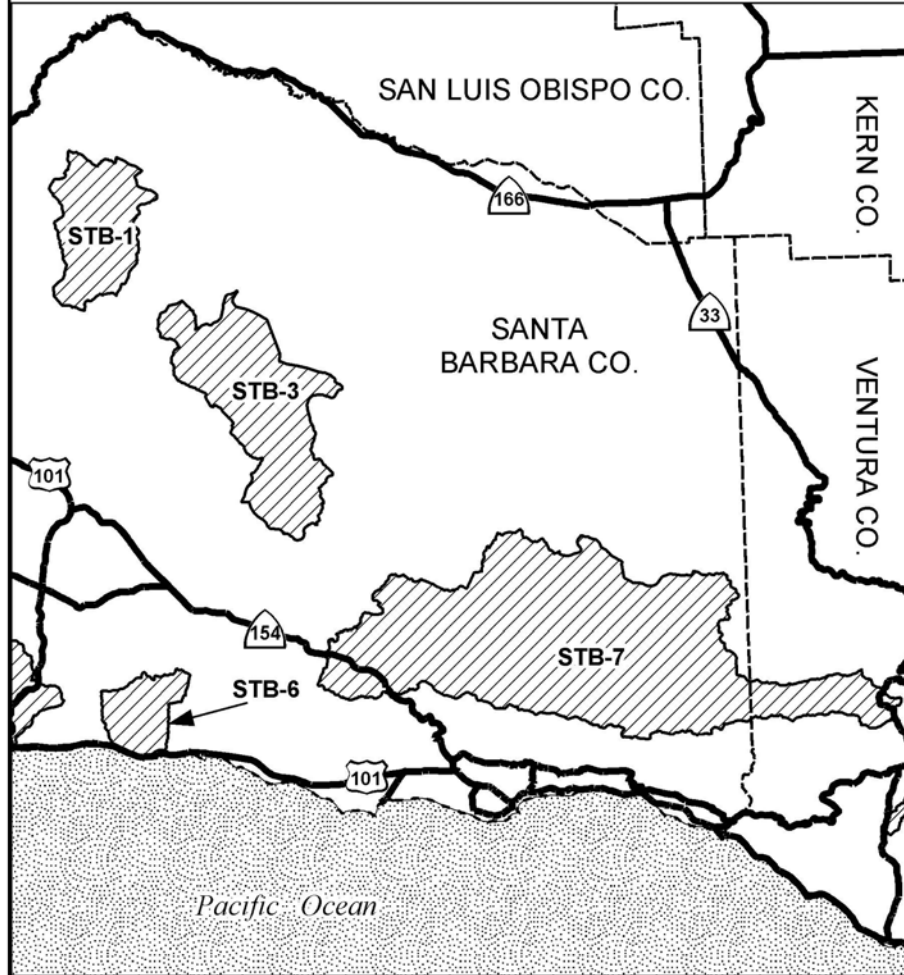 SAN LUIS OBISPO CO.
KERN CO.
166
STB-1
33
SANTA
BARBARA CO.
STB-3
VENTURA CO.
101
154
STB-7
STB-6
101
Pacific Ocean